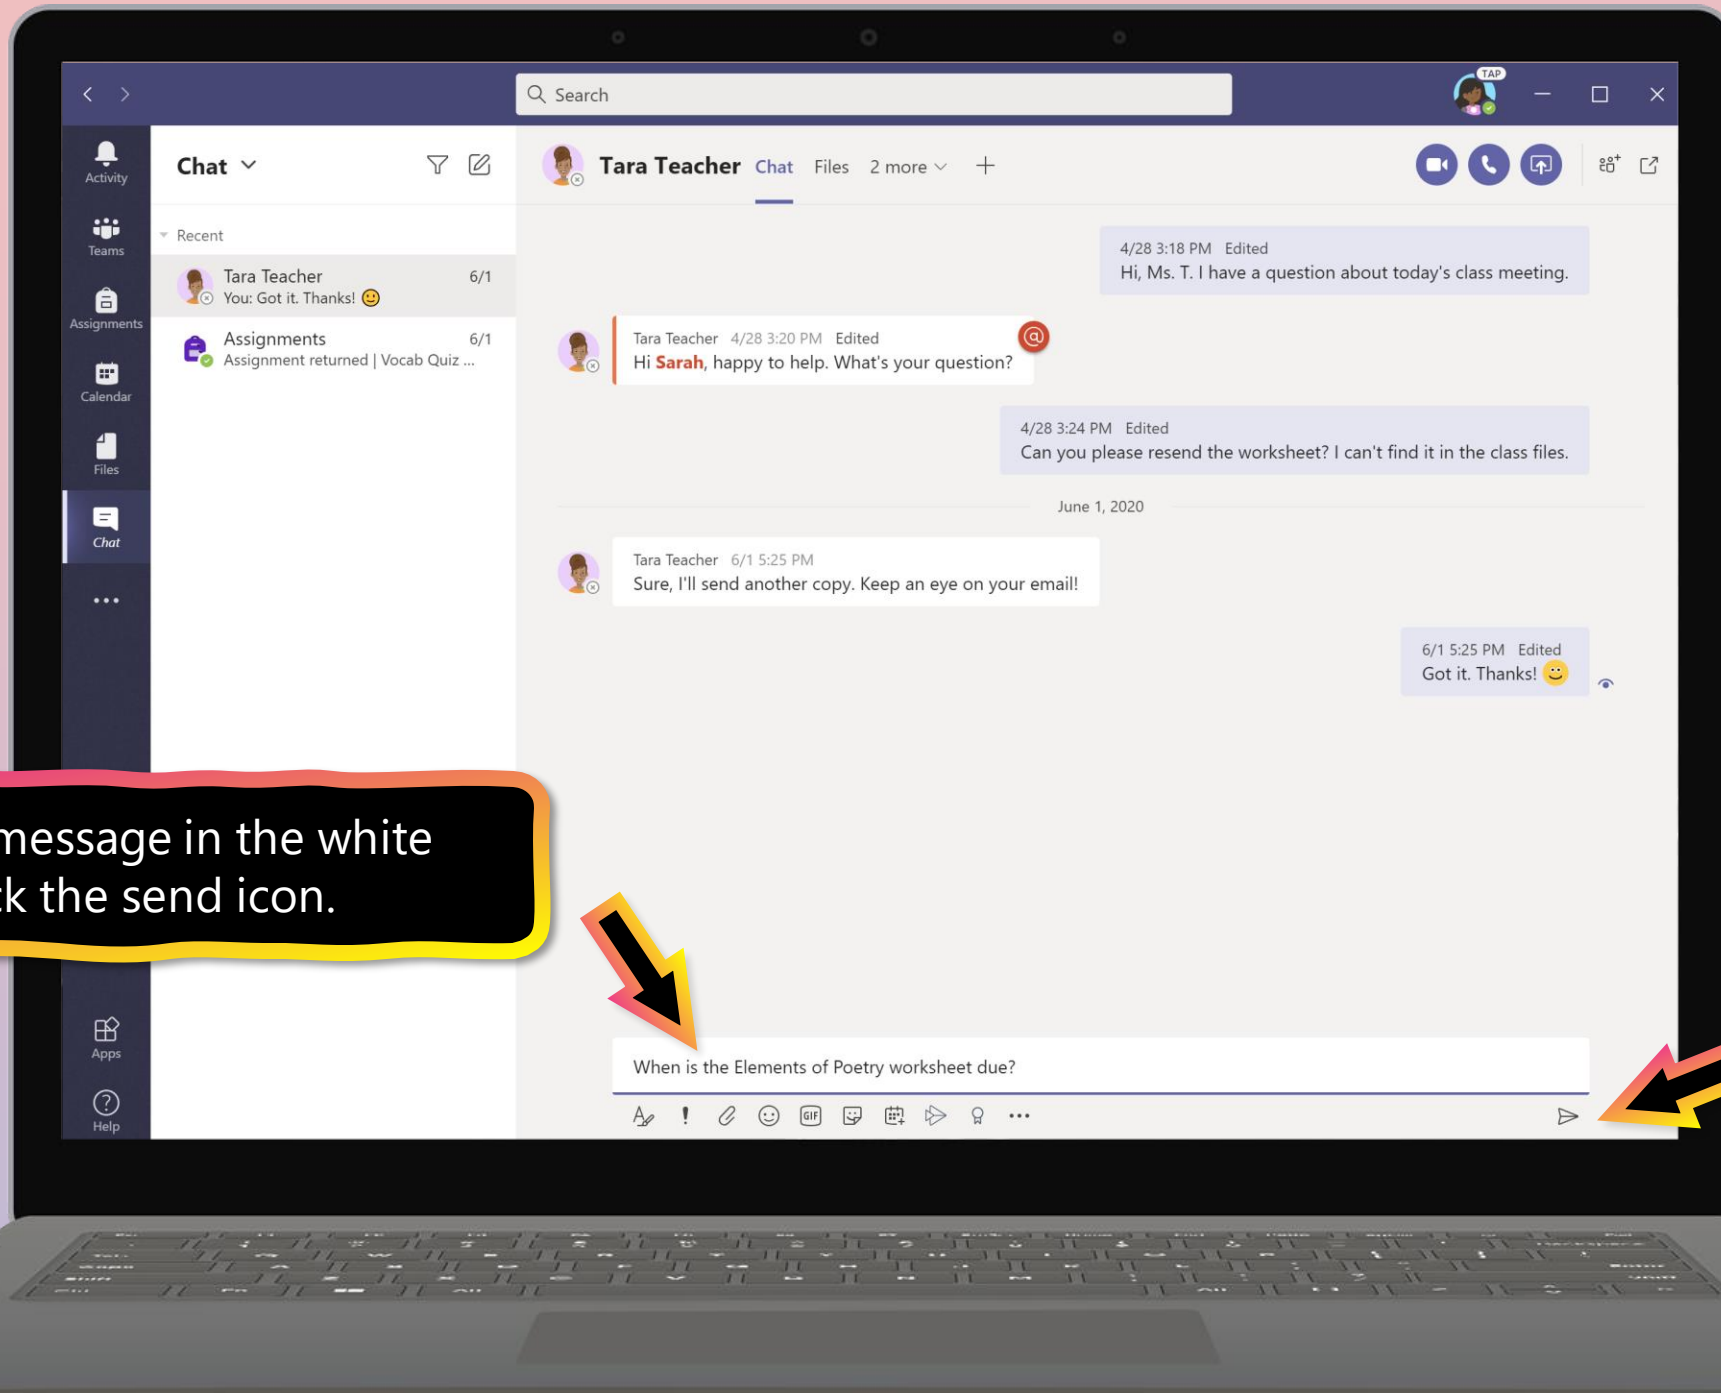 Search
TAP
Activity
Teams
Assignments
Calendar
Files
Chat
Apps
Help
Chat
Recent
Tara Teacher 6/1
You: Got it. Thanks! 🙂
Assignments 6/1
Assignment returned | Vocab Quiz ...
Tara Teacher Chat Files 2 more
4/28 3:18 PM Edited
Hi, Ms. T. I have a question about today's class meeting.
Tara Teacher 4/28 3:20 PM Edited
@
Hi Sarah, happy to help. What's your question?
4/28 3:24 PM Edited
Can you please resend the worksheet? I can't find it in the class files.
June 1, 2020
Tara Teacher 6/1 5:25 PM
Sure, I'll send another copy. Keep an eye on your email!
6/1 5:25 PM Edited
Got it. Thanks! 🙂
message in the white
the send icon.
When is the Elements of Poetry worksheet due?
GIF